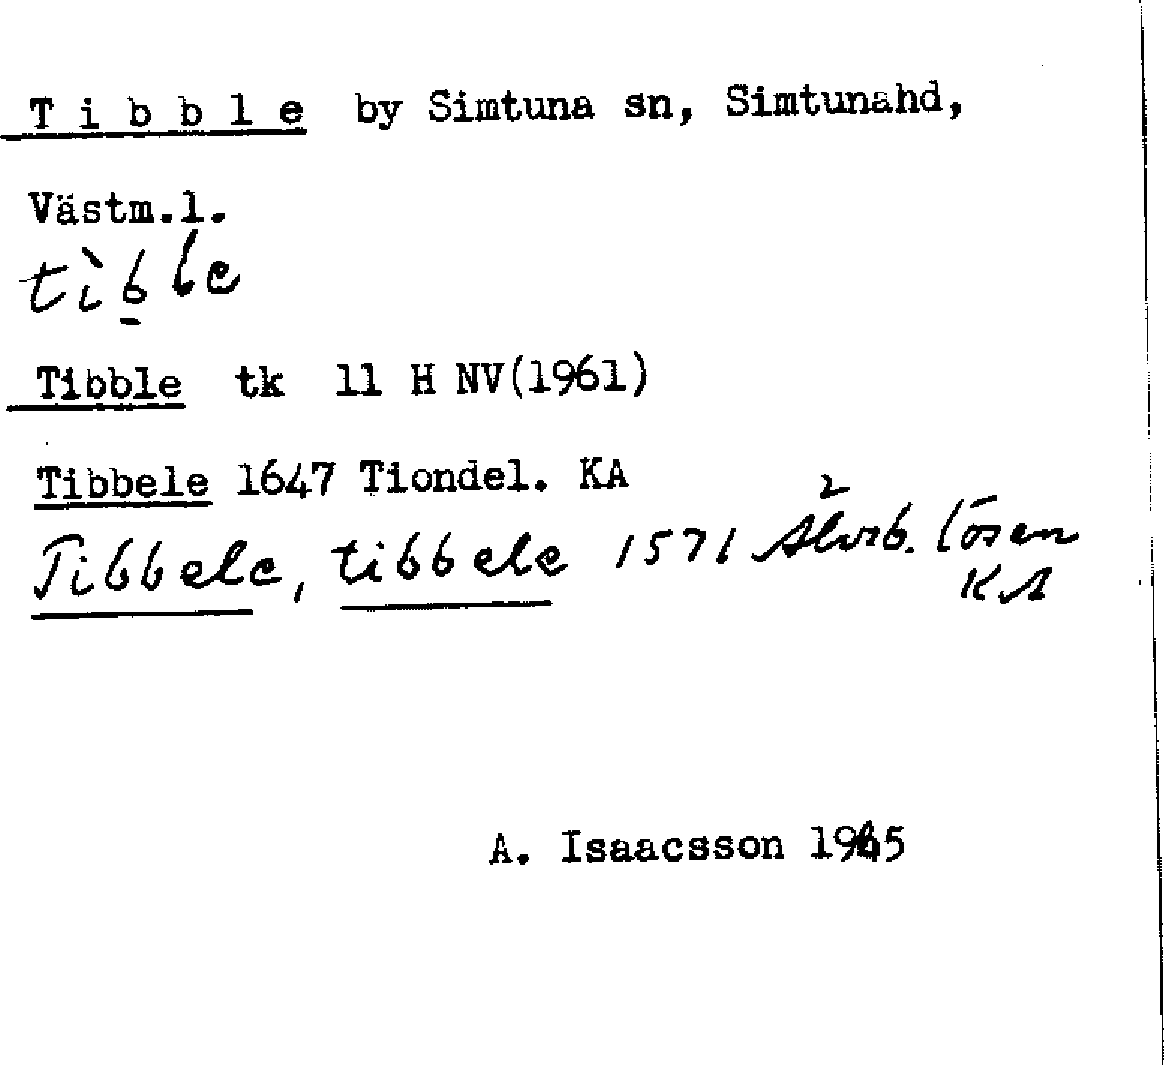 Tibble by Simtuna sn, Simtunahd,
Västm.l.
tìble
Tibble tk 11 H NV(1961)
Tibbele 1647 Tiondel. KA
Tibbele, tibbele 1571 Älvsb. lösen
KA
A. Isaacsson 1965